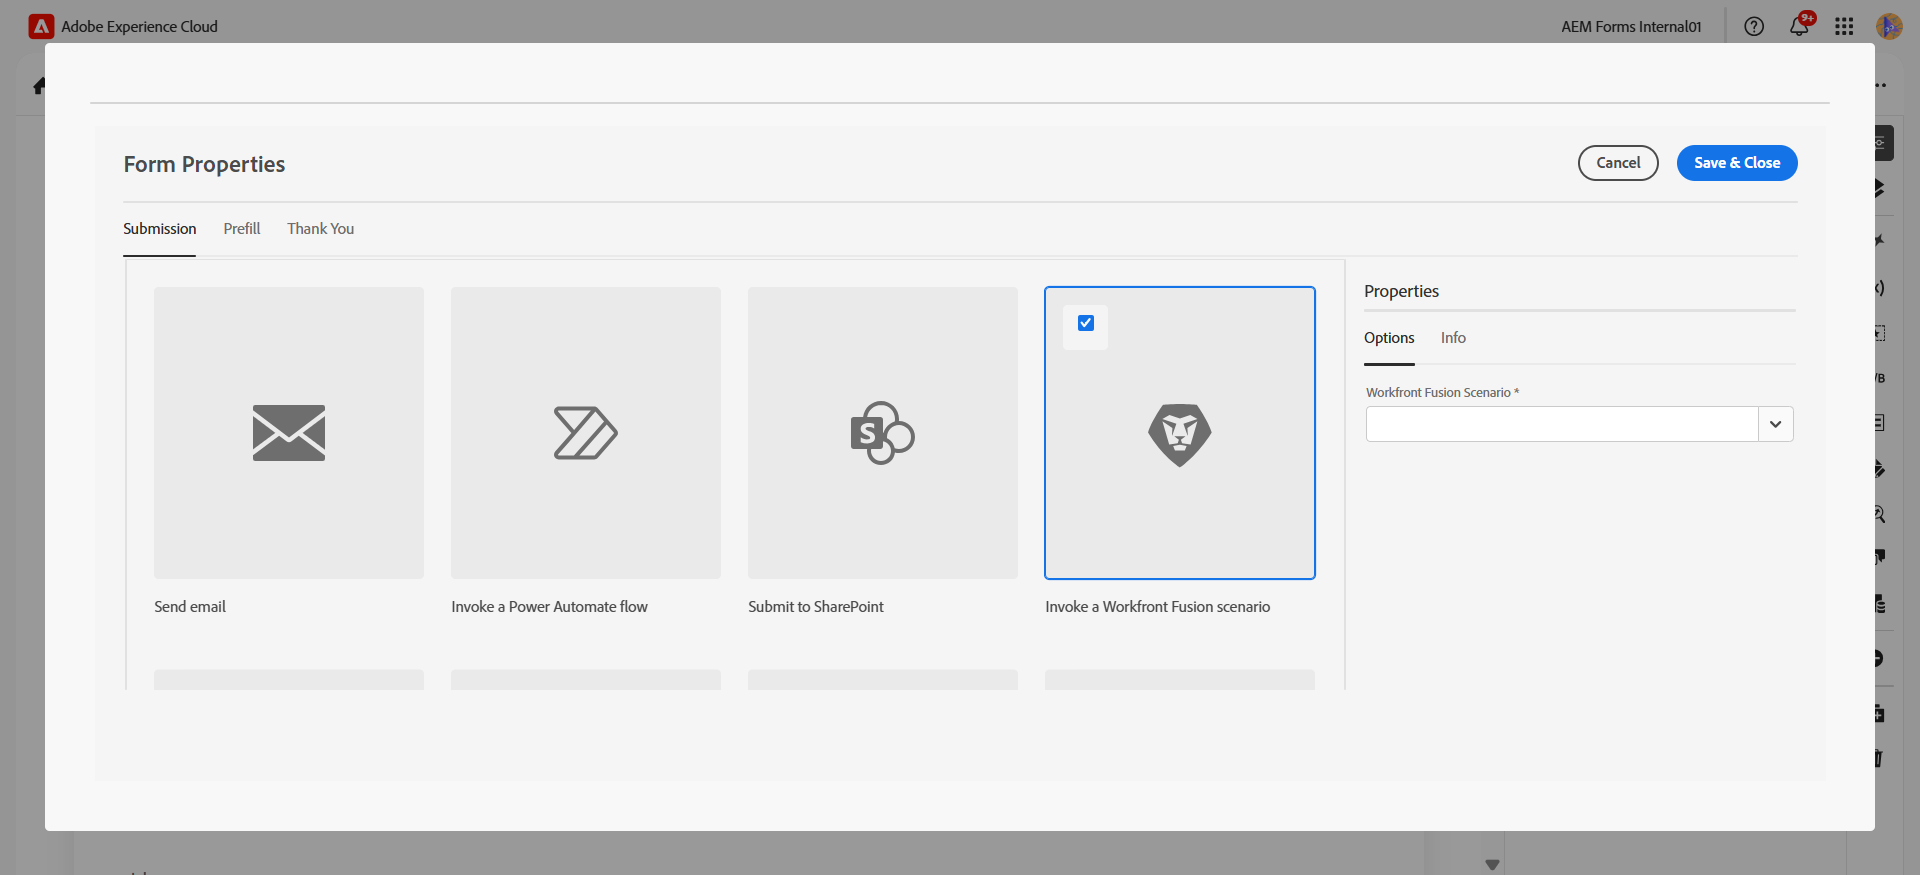 Adobe Experience Cloud
AEM Forms Internal01
9+
Form Properties
Cancel
Save & Close
Submission
Prefill
Thank You
Properties
Options
Info
Workfront Fusion Scenario *
S
Send email
Invoke a Power Automate flow
Submit to SharePoint
Invoke a Workfront Fusion scenario